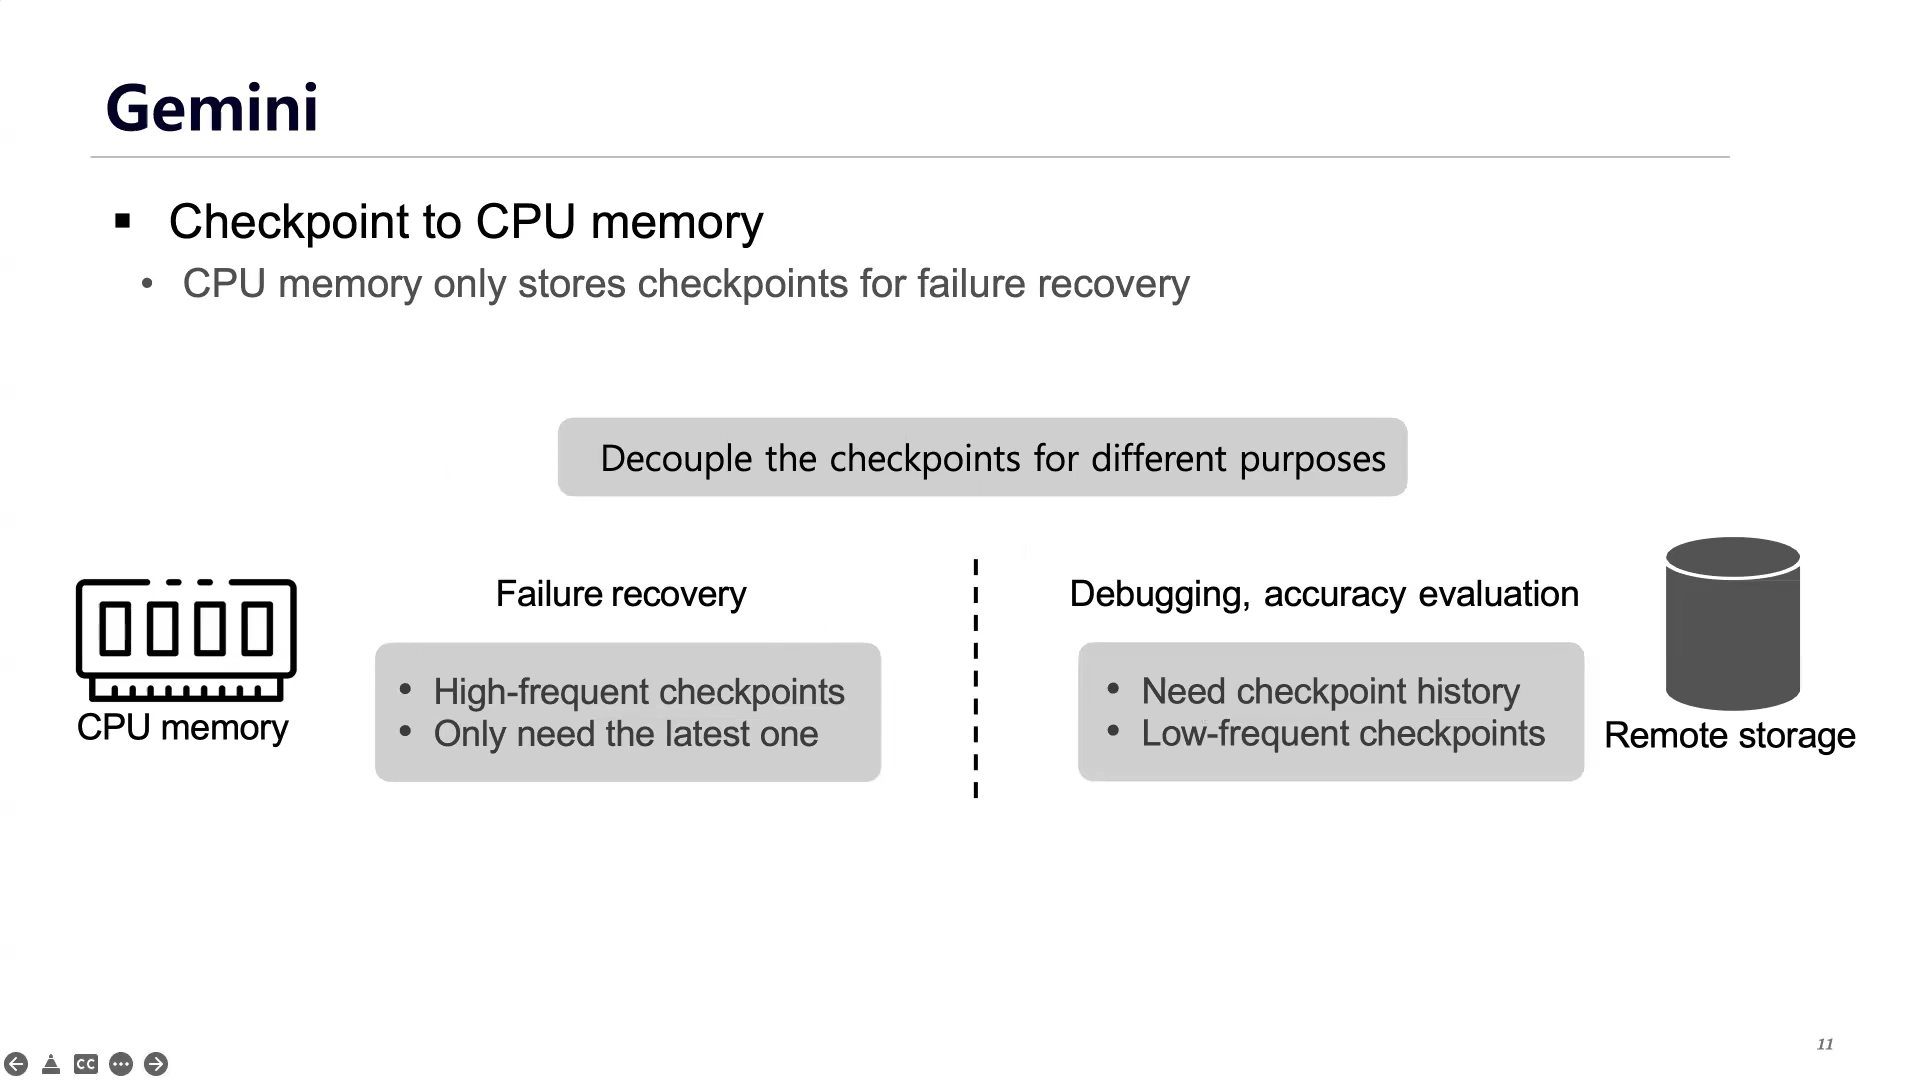 Gemini
▪ Checkpoint to CPU memory
• CPU memory only stores checkpoints for failure recovery
Decouple the checkpoints for different purposes
Failure recovery
• High-frequent checkpoints
• Only need the latest one
CPU memory
Debugging, accuracy evaluation
• Need checkpoint history
• Low-frequent checkpoints
Remote storage
11
CC